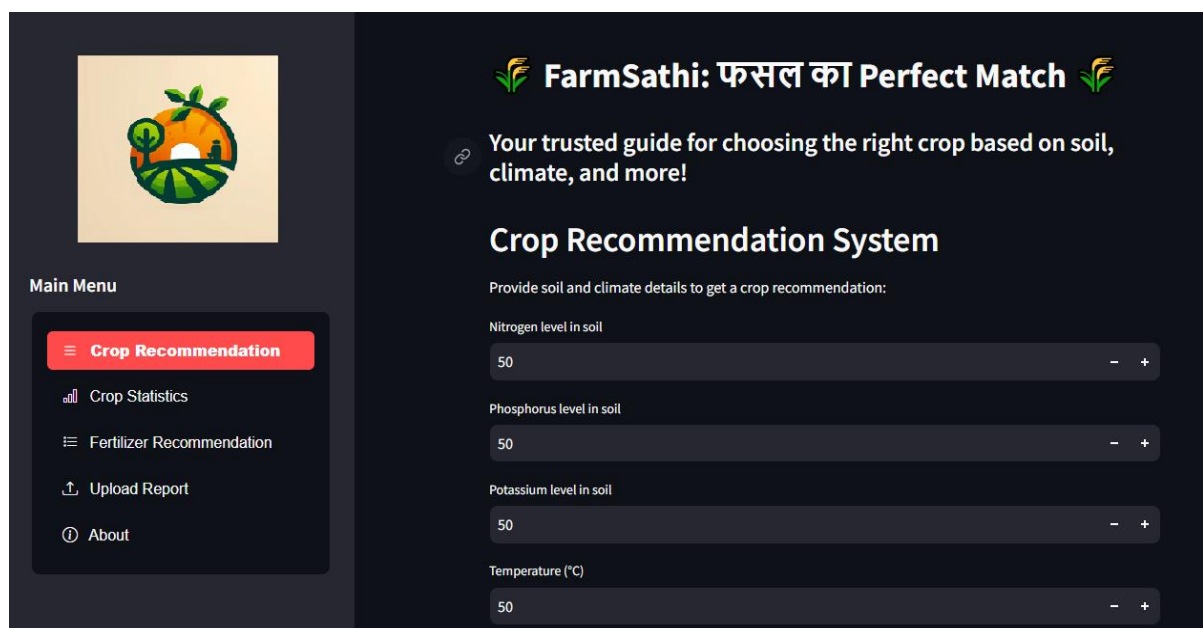 Main Menu
Crop Recommendation
Crop Statistics
Fertilizer Recommendation
Upload Report
About
FarmSathi: फसल का Perfect Match
Your trusted guide for choosing the right crop based on soil,
climate, and more!
Crop Recommendation System
Provide soil and climate details to get a crop recommendation:
Nitrogen level in soil
50
Phosphorus level in soil
50
Potassium level in soil
50
Temperature (°C)
50